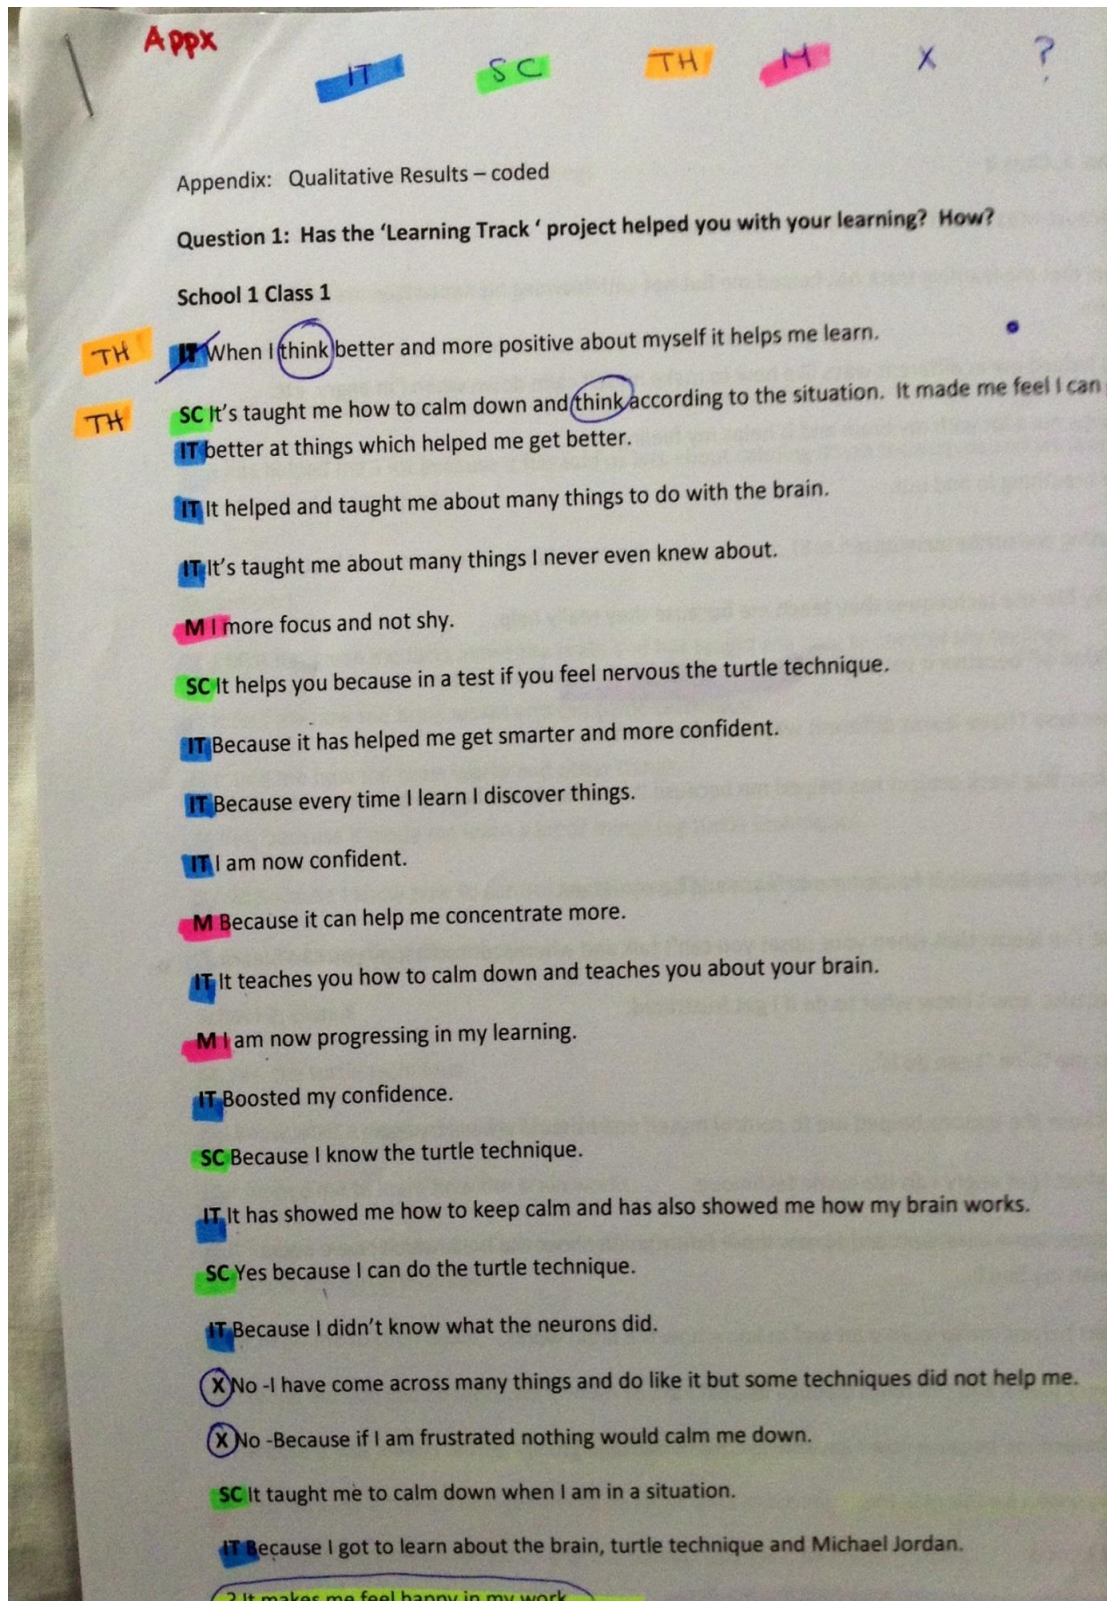 Appx
IT SC TH M X ?
Appendix: Qualitative Results – coded
Question 1: Has the ‘Learning Track ‘ project helped you with your learning? How?
School 1 Class 1
TH IT When I think better and more positive about myself it helps me learn.
TH SC It’s taught me how to calm down and think according to the situation. It made me feel I can
IT better at things which helped me get better.
IT It helped and taught me about many things to do with the brain.
IT It’s taught me about many things I never even knew about.
M I more focus and not shy.
SC It helps you because in a test if you feel nervous the turtle technique.
IT Because it has helped me get smarter and more confident.
IT Because every time I learn I discover things.
IT I am now confident.
M Because it can help me concentrate more.
IT It teaches you how to calm down and teaches you about your brain.
M I am now progressing in my learning.
IT Boosted my confidence.
SC Because I know the turtle technique.
IT It has showed me how to keep calm and has also showed me how my brain works.
SC Yes because I can do the turtle technique.
IT Because I didn’t know what the neurons did.
X No -I have come across many things and do like it but some techniques did not help me.
X No -Because if I am frustrated nothing would calm me down.
SC It taught me to calm down when I am in a situation.
IT Because I got to learn about the brain, turtle technique and Michael Jordan.
? It makes me feel happy in my work